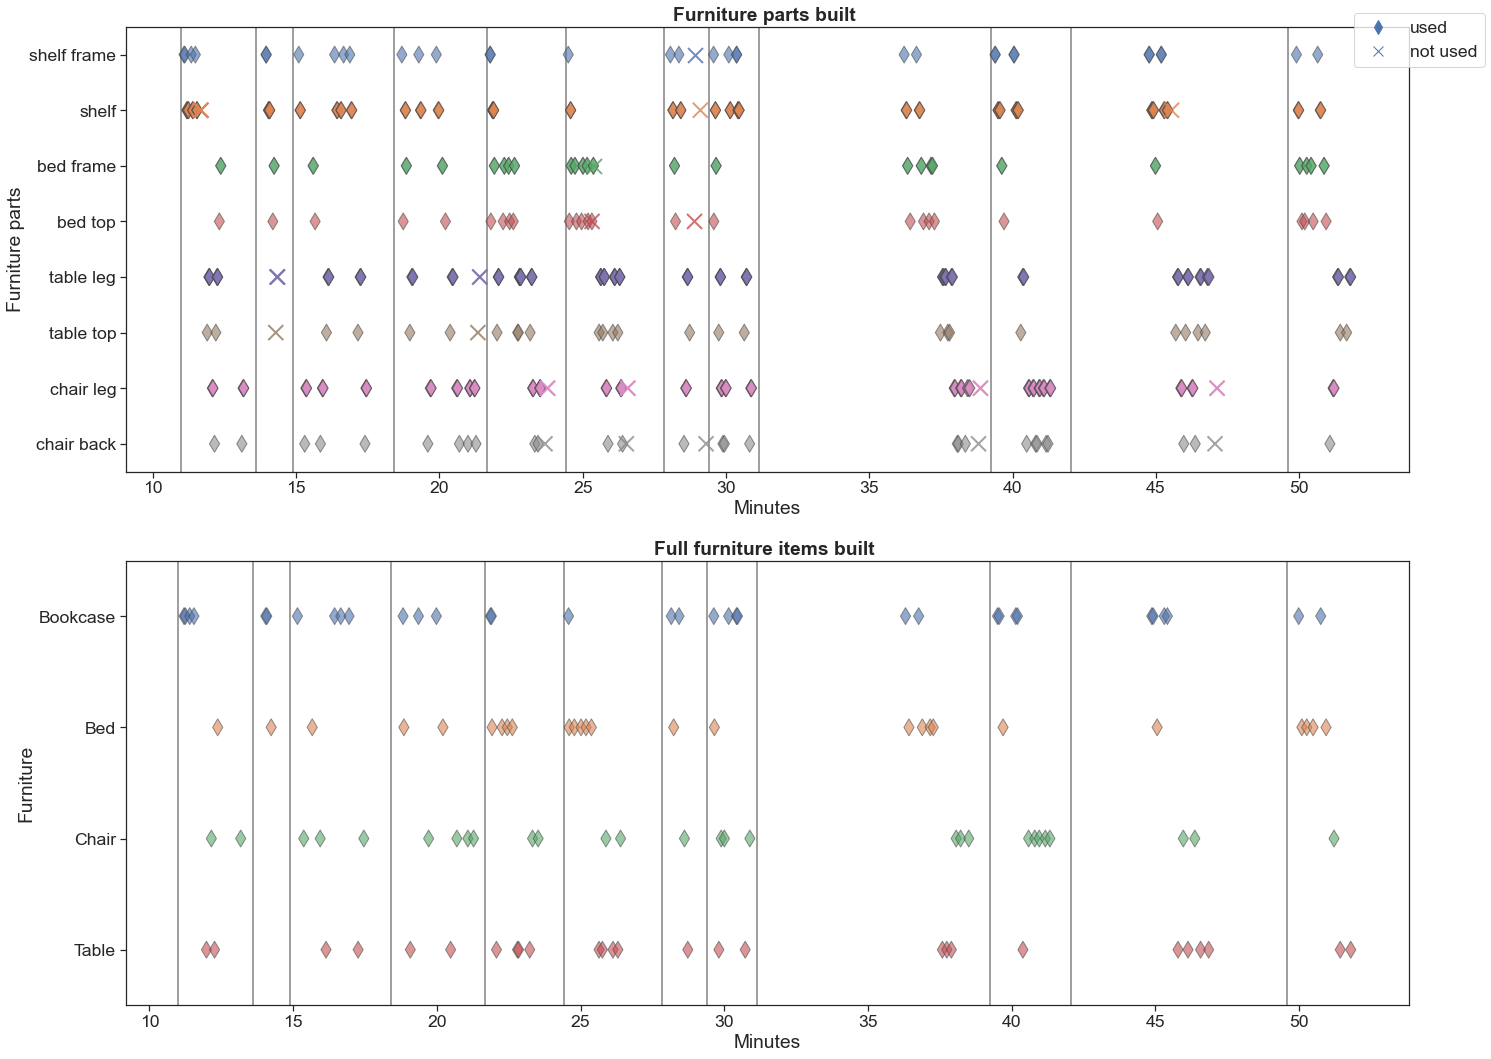 Furniture parts built
used
not used
Furniture parts
shelf frame
shelf
bed frame
bed top
table leg
table top
chair leg
chair back
10 15 20 25 30 35 40 45 50
Minutes
Full furniture items built
Furniture
Bookcase
Bed
Chair
Table
10 15 20 25 30 35 40 45 50
Minutes